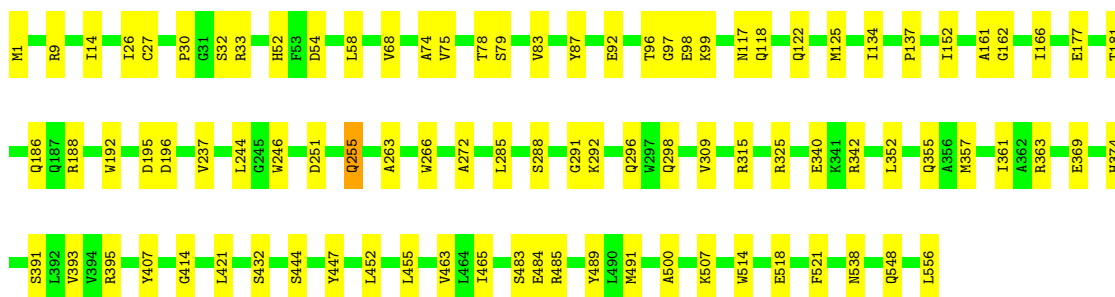 M1 R9 I14 I26 C27 P30 G31 S32 R33 H52 F53 D54 L58 V68 A74 V75 T78 S79 V83 Y87 E92 T96 G97 E98 K99 N117 Q118 Q122 M125 I134 P137 I152 A161 G162 I166 E177 T181
Q186 Q187 R188 W192 D195 D196 V237 L244 G245 W246 D251 Q255 A263 W266 A272 L285 S288 G291 K292 Q296 W297 Q298 V309 R315 R325 E340 K341 R342 L352 Q355 A356 M357 I361 A362 R363 E369 H374
S391 L392 V393 V394 R395 Y407 G414 L421 S432 S444 Y447 L452 L455 V463 L464 I465 S483 E484 R485 Y489 L490 M491 A500 K507 W514 E518 F521 N538 Q548 L556